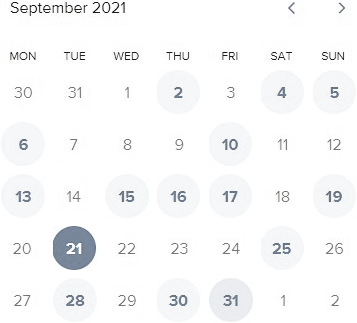 September 2021
MON TUE WED THU FRI SAT SUN
30 31 1 2 3 4 5
6 7 8 9 10 11 12
13 14 15 16 17 18 19
20 21 22 23 24 25 26
27 28 29 30 31 1 2